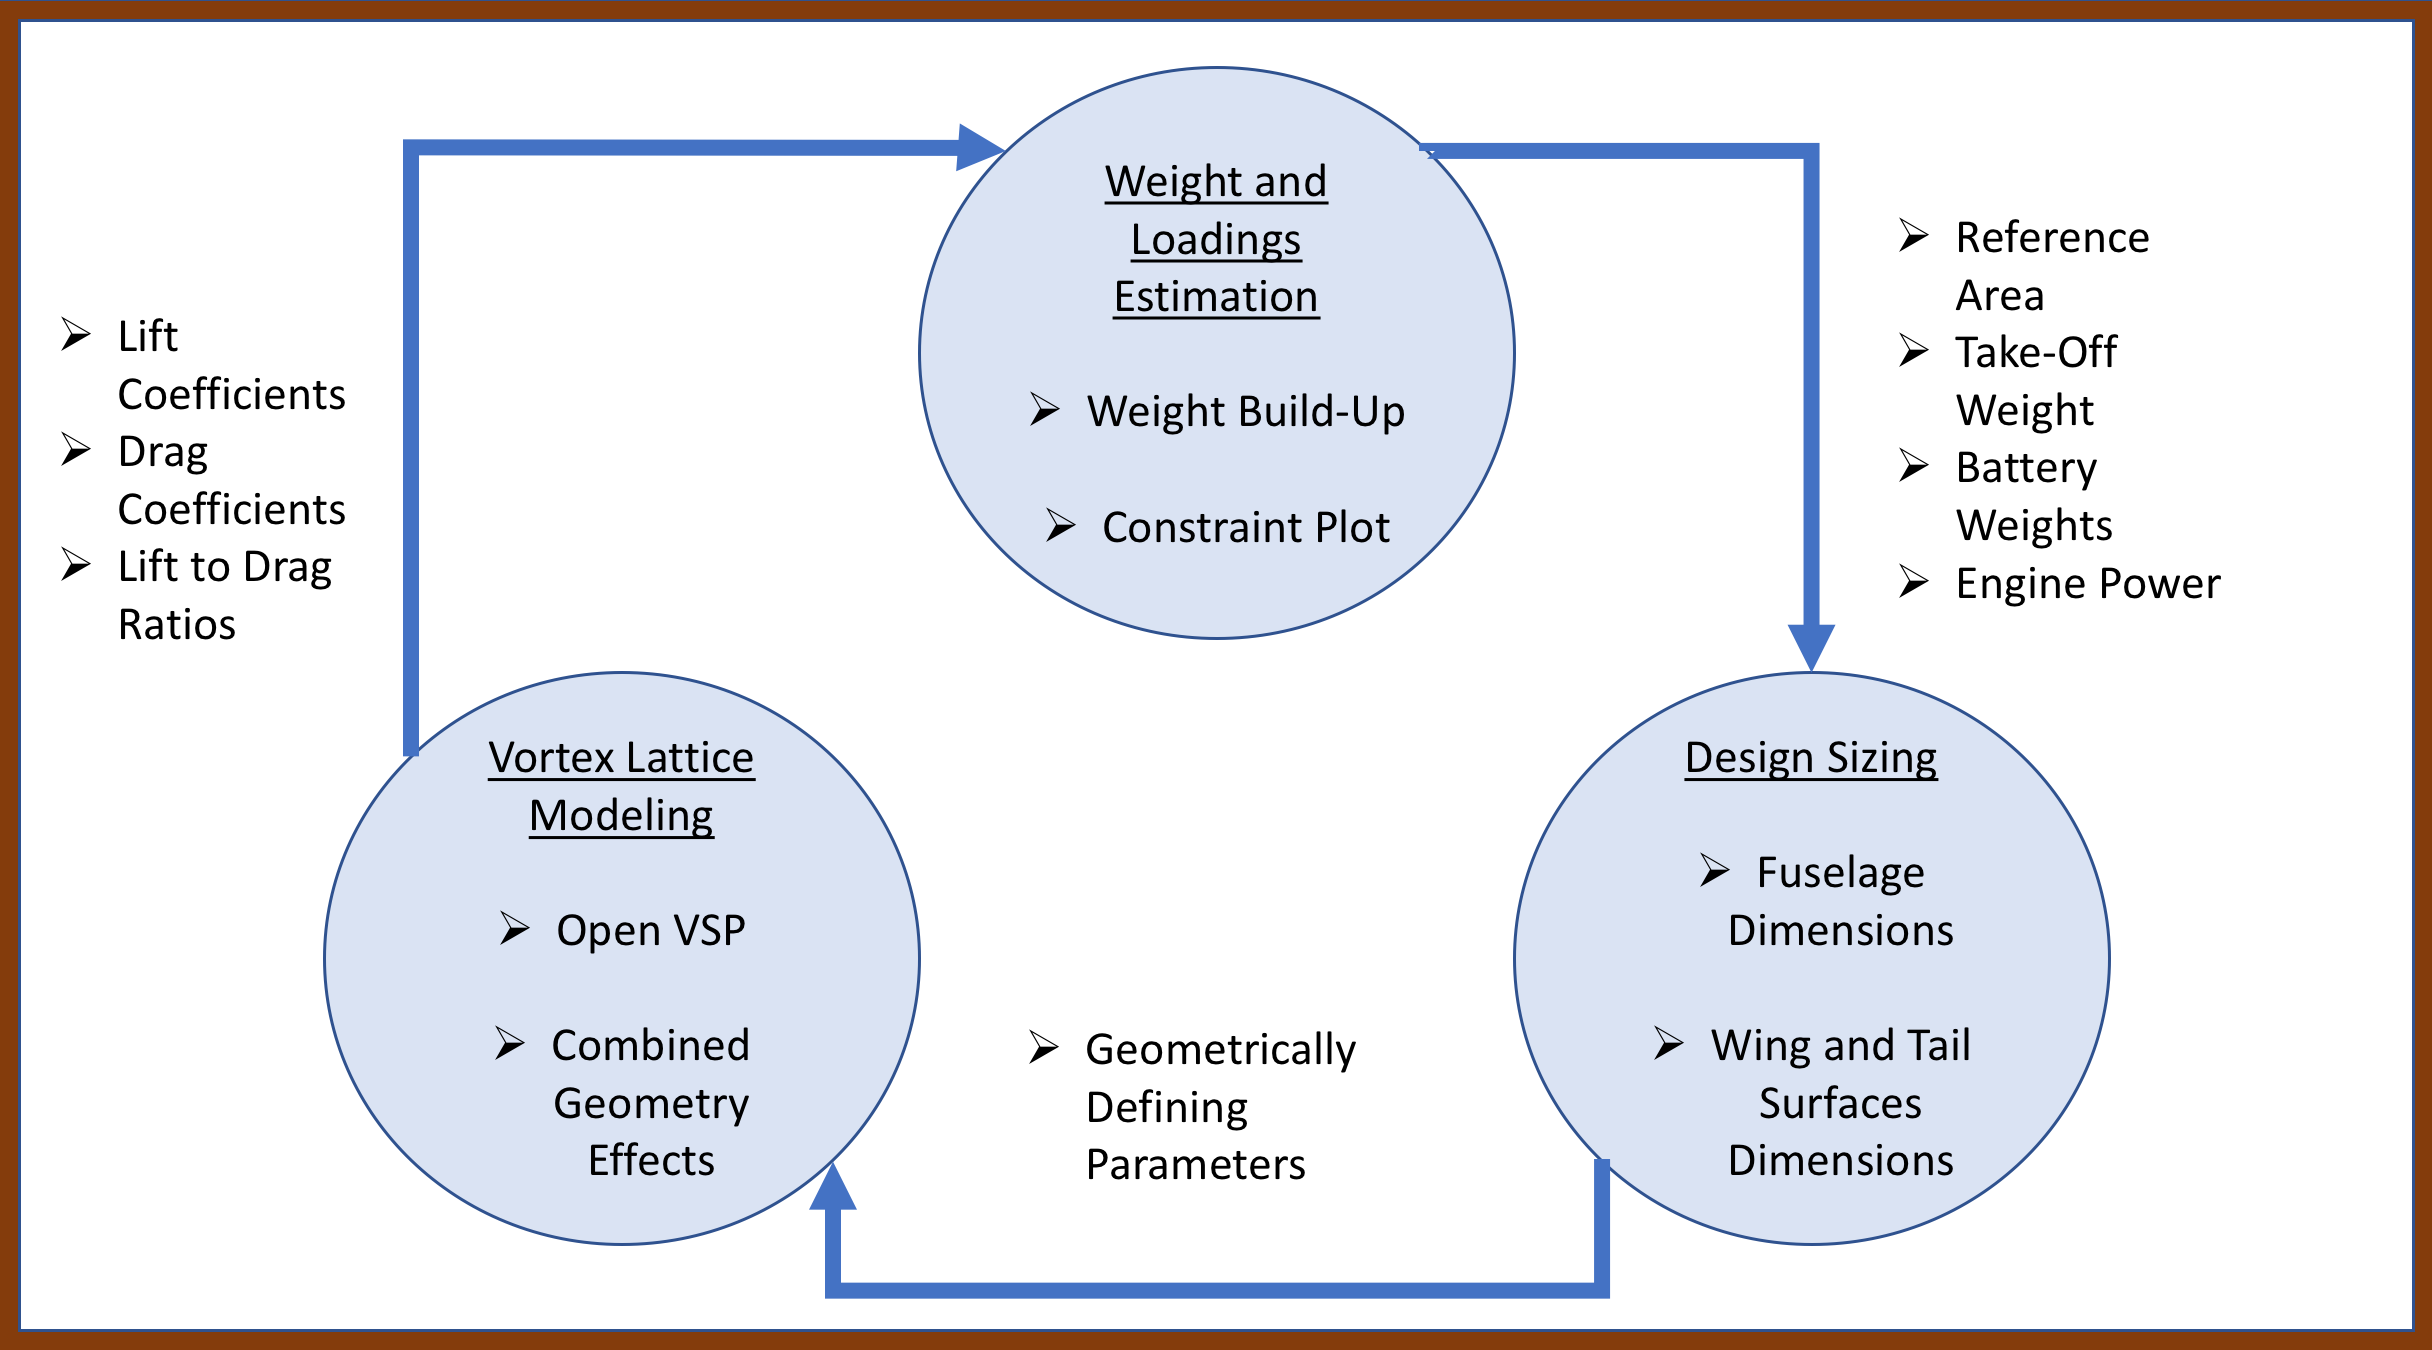 Weight and
Loadings
Estimation
Weight Build-Up
Constraint Plot
Reference
Area
Take-Off
Weight
Battery
Weights
Engine Power
Lift
Coefficients
Drag
Coefficients
Lift to Drag
Ratios
Vortex Lattice
Modeling
Open VSP
Combined
Geometry
Effects
Geometrically
Defining
Parameters
Design Sizing
Fuselage
Dimensions
Wing and Tail
Surfaces
Dimensions